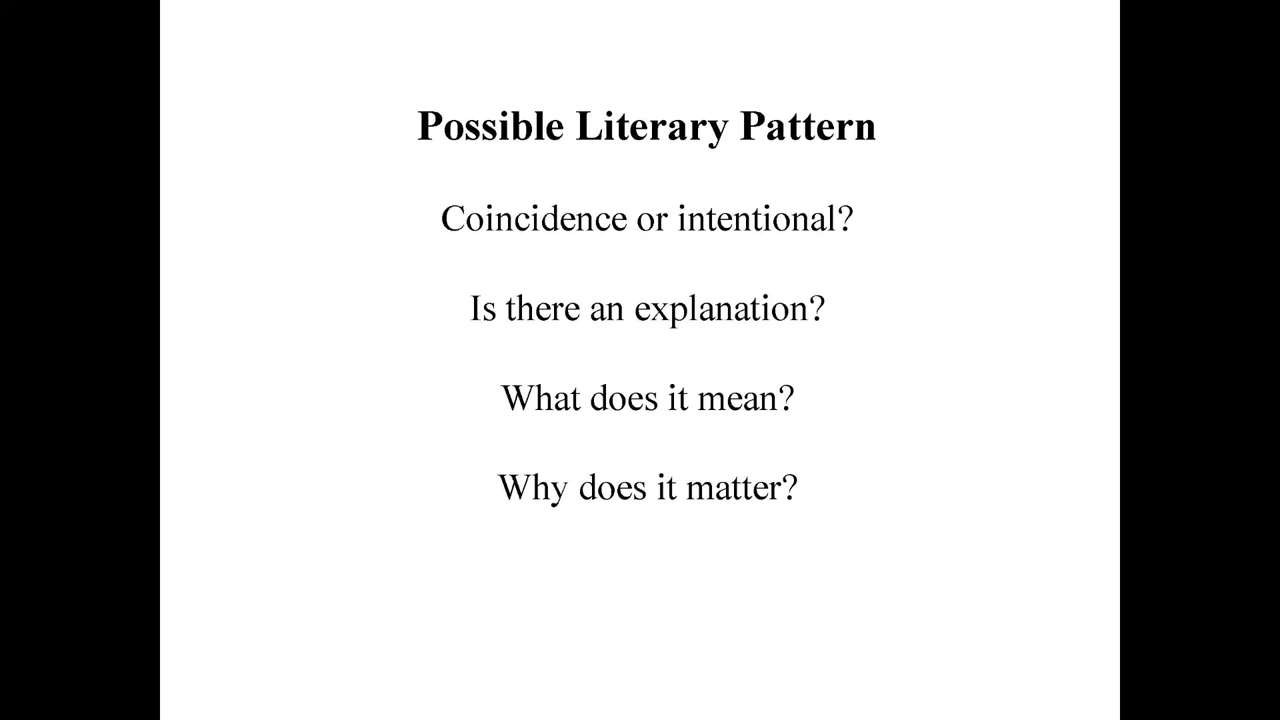 Possible Literary Pattern
Coincidence or intentional?
Is there an explanation?
What does it mean?
Why does it matter?